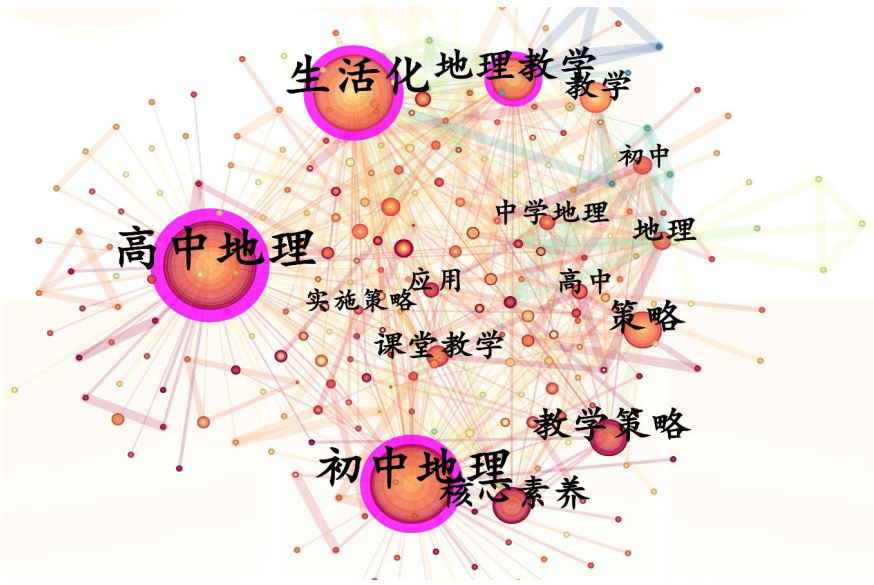 生活化
地理教学
教学
初中
中学地理
地理
高中地理
应用
高中
实施策略
策略
课堂教学
教学策略
初中地理
核心素养